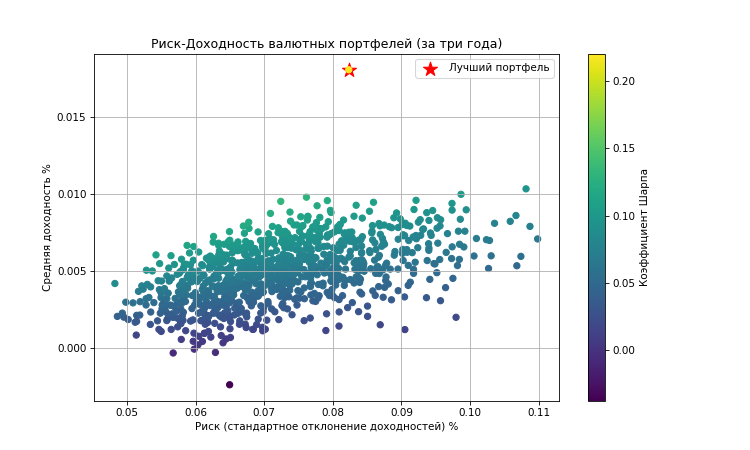 Риск-Доходность валютных портфелей (за три года)
Лучший портфель
0.015
0.010
0.005
0.000
Средняя доходность %
0.05 0.06 0.07 0.08 0.09 0.10 0.11
Риск (стандартное отклонение доходностей) %
0.20
0.15
0.10
0.05
0.00
Коэффициент Шарпа